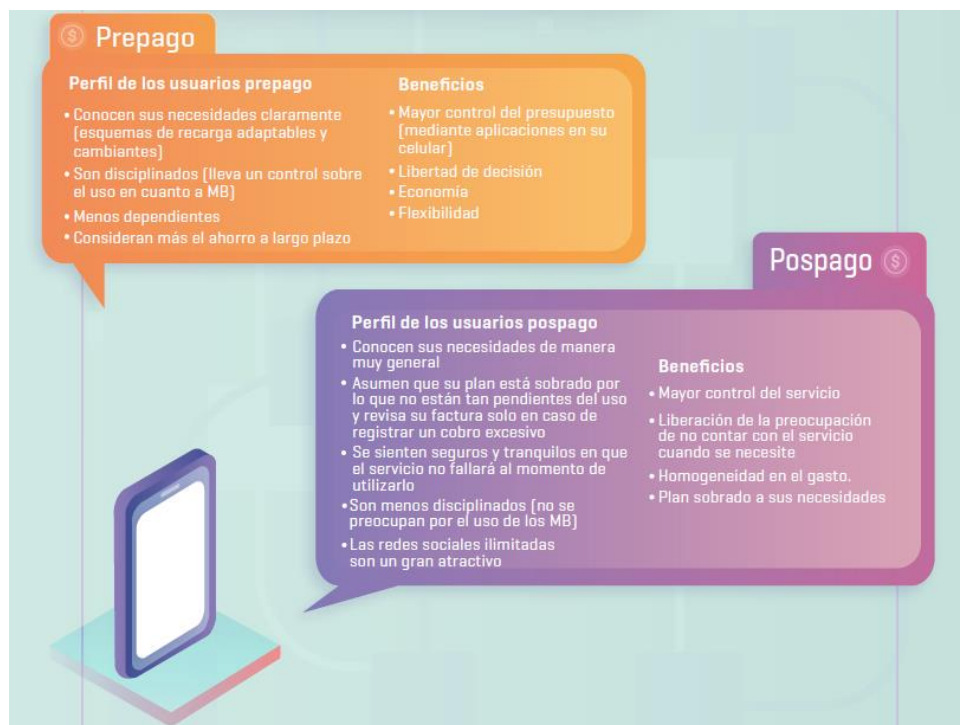 Prepago
Perfil de los usuarios prepago
• Conocen sus necesidades claramente
(esquemas de recarga adaptables y
cambiantes)
• Son disciplinados (lleva un control sobre
el uso en cuanto a MB)
• Menos dependientes
• Consideran más el ahorro a largo plazo
Beneficios
• Mayor control del presupuesto
(mediante aplicaciones en su
celular)
• Libertad de decisión
• Economía
• Flexibilidad
Pospago
Perfil de los usuarios pospago
• Conocen sus necesidades de manera
muy general
• Asumen que su plan está sobrado por
lo que no están tan pendientes del uso
y revisa su factura solo en caso de
registrar un cobro excesivo
• Se sienten seguros y tranquilos en que
el servicio no fallará al momento de
utilizarlo
• Son menos disciplinados (no se
preocupan por el uso de los MB)
• Las redes sociales ilimitadas
son un gran atractivo
Beneficios
• Mayor control del servicio
• Liberación de la preocupación
de no contar con el servicio
cuando se necesite
• Homogeneidad en el gasto.
• Plan sobrado a sus necesidades